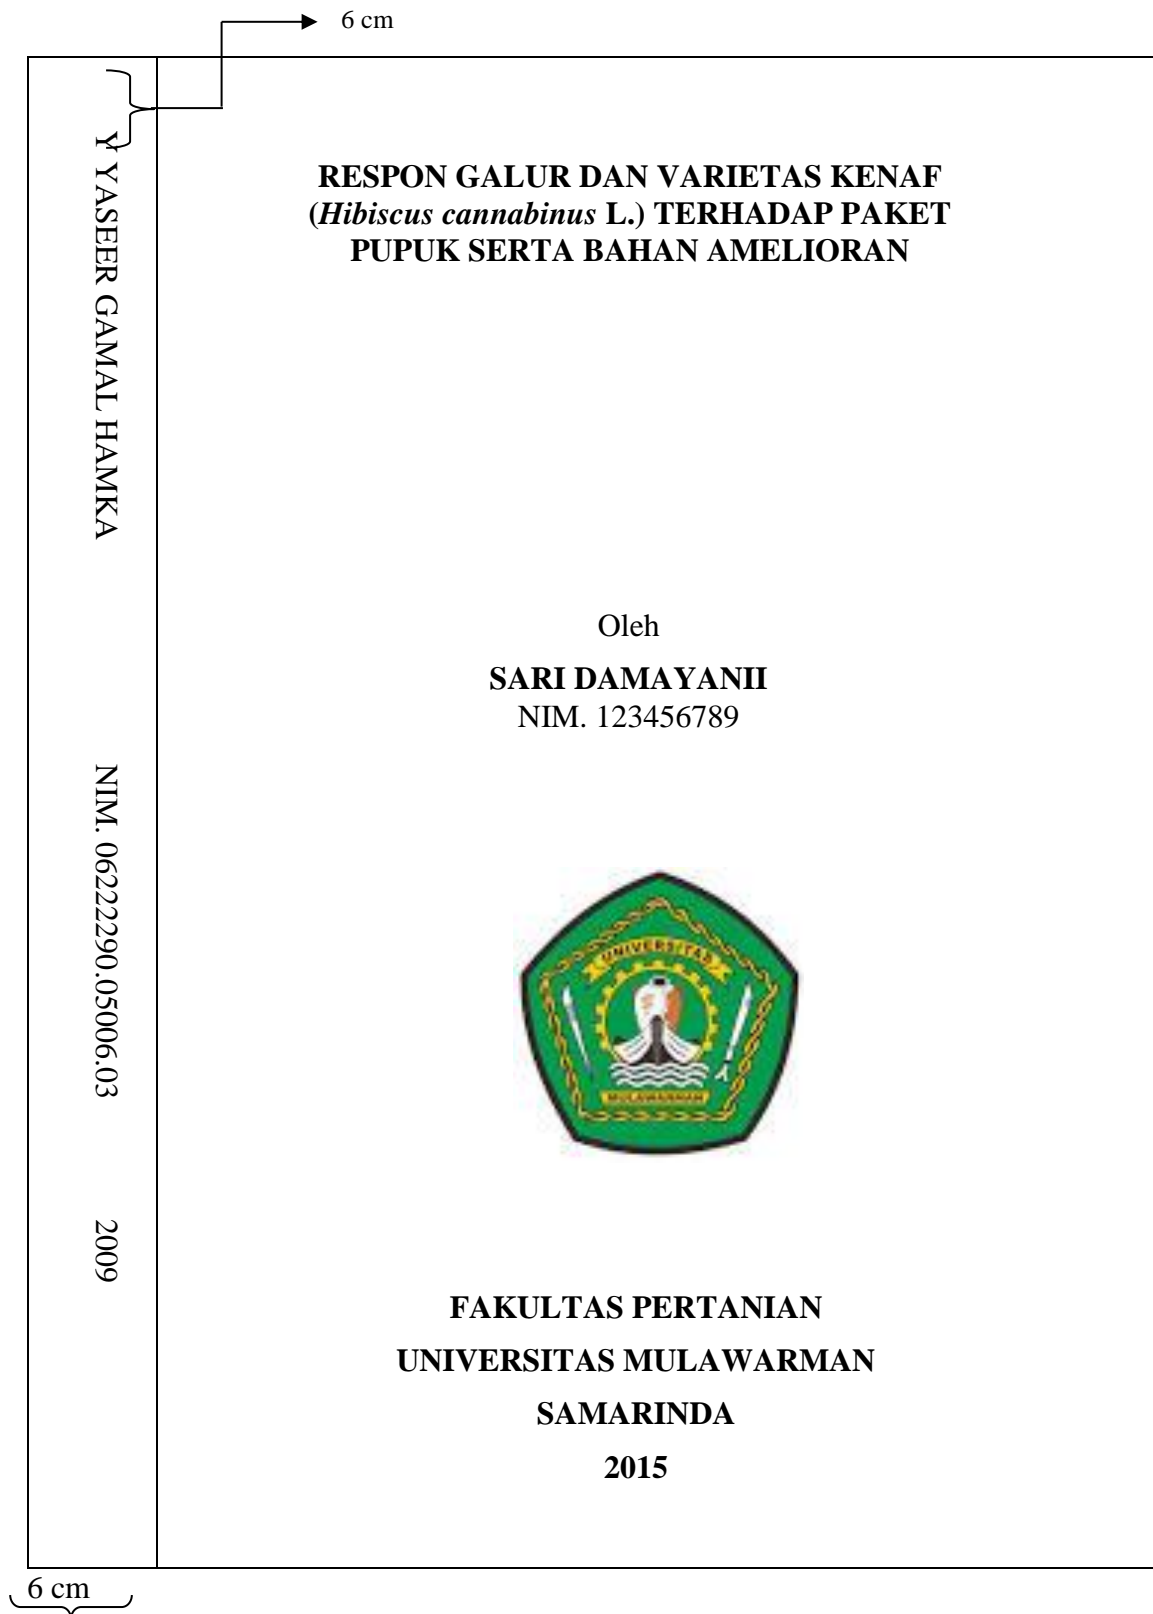 6 cm
Y YASEER GAMAL HAMKA NIM. 06222290.05006.03 2009
RESPON GALUR DAN VARIETAS KENAF
(Hibiscus cannabinus L.) TERHADAP PAKET
PUPUK SERTA BAHAN AMELIORAN
Oleh
SARI DAMAYANII
NIM. 123456789
UNIVERSITAS
MULAWARMAN
FAKULTAS PERTANIAN
UNIVERSITAS MULAWARMAN
SAMARINDA
2015
6 cm